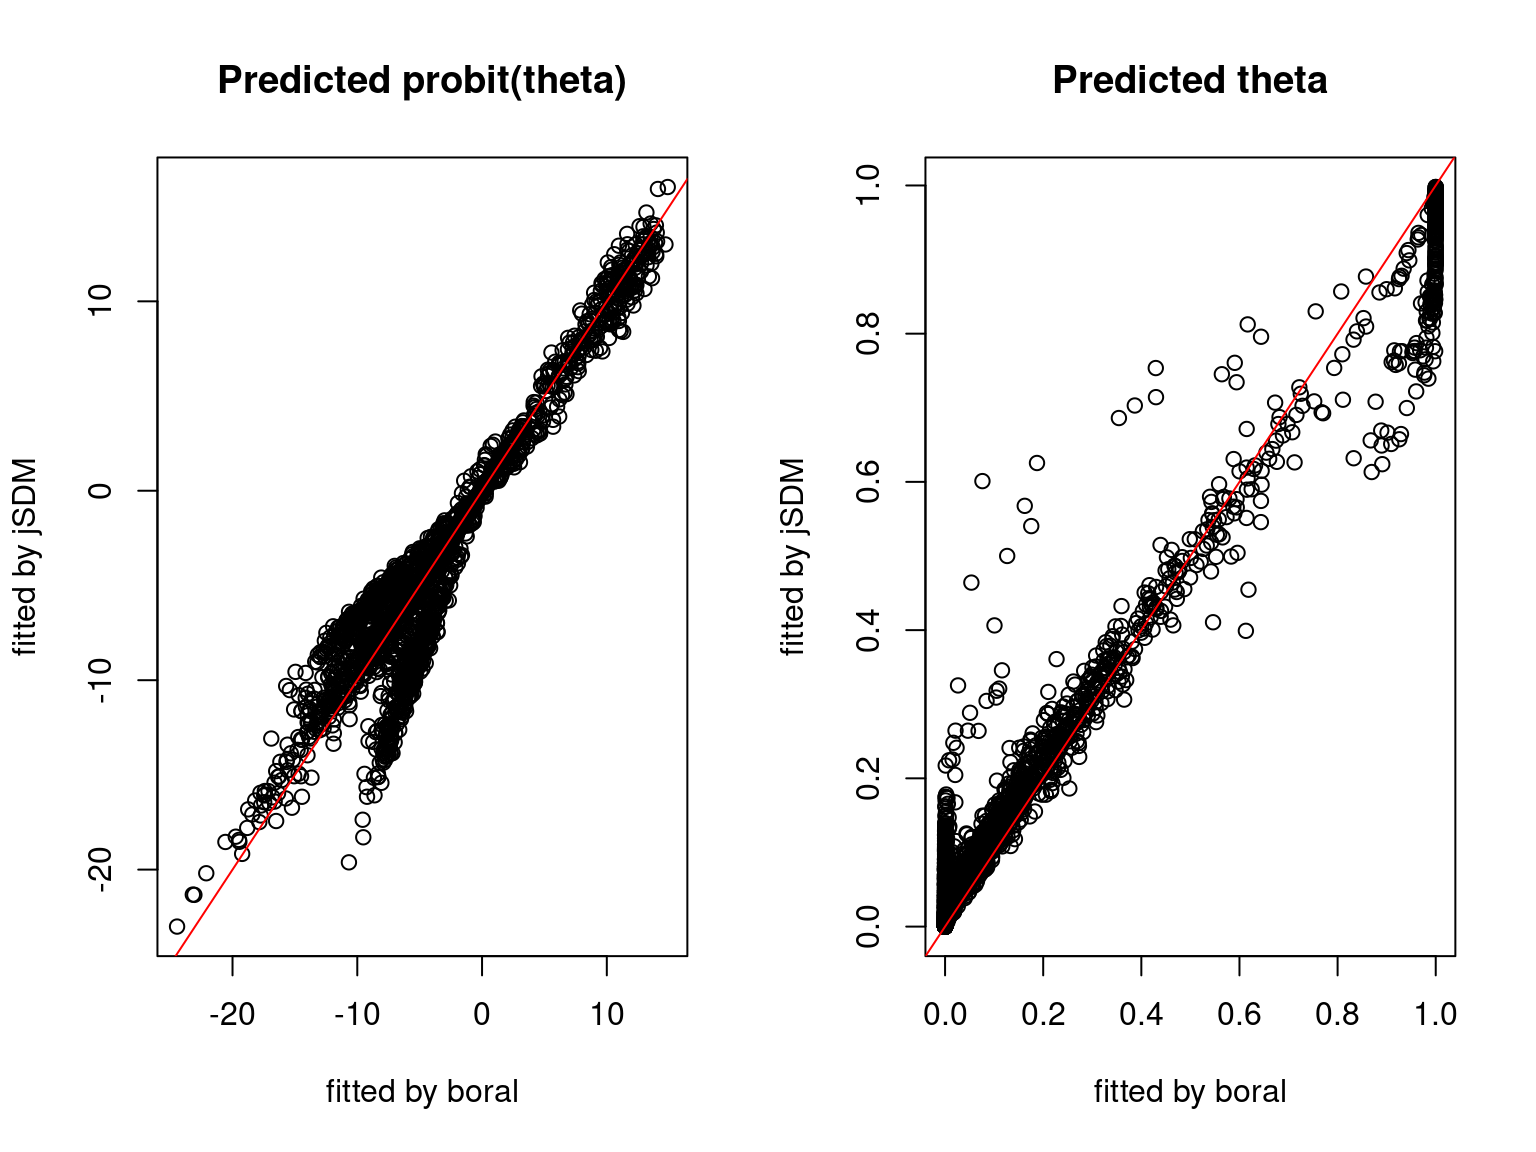 Predicted probit(theta)
fitted by jSDM
10
0
-10
-20
-20 -10 0 10
fitted by boral
Predicted theta
fitted by jSDM
1.0
0.8
0.6
0.4
0.2
0.0
0.0 0.2 0.4 0.6 0.8 1.0
fitted by boral